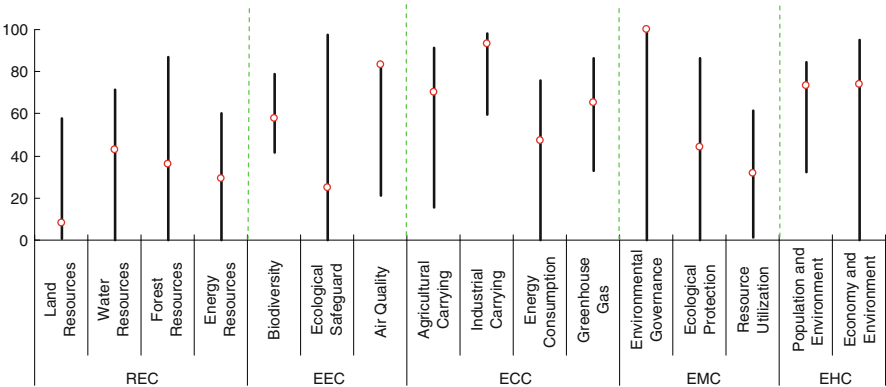 100
80
60
40
20
0
Land
Resources
Water
Resources
Forest
Resources
Energy
Resources
Biodiversity
Ecological
Safeguard
Air Quality
Agricultural
Carrying
Industrial
Carrying
Energy
Consumption
Greenhouse
Gas
Environmental
Governance
Ecological
Protection
Resource
Utilization
Population and
Environment
Economy and
Environment
REC
EEC
ECC
EMC
EHC